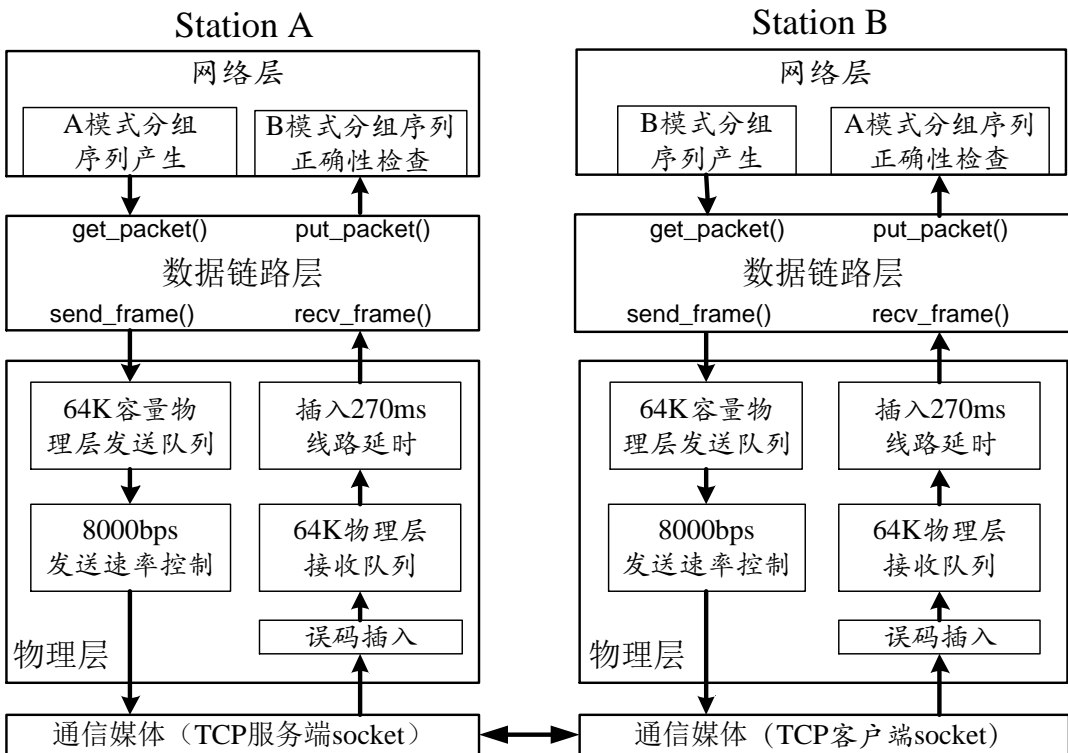 Station A
网络层
A模式分组
序列产生
B模式分组序列
正确性检查
get_packet()
put_packet()
数据链路层
send_frame()
recv_frame()
64K容量物
理层发送队列
插入270ms
线路延时
8000bps
发送速率控制
64K物理层
接收队列
误码插入
物理层
通信媒体（TCP服务端socket）
Station B
网络层
B模式分组
序列产生
A模式分组序列
正确性检查
get_packet()
put_packet()
数据链路层
send_frame()
recv_frame()
64K容量物
理层发送队列
插入270ms
线路延时
8000bps
发送速率控制
64K物理层
接收队列
误码插入
物理层
通信媒体（TCP客户端socket）